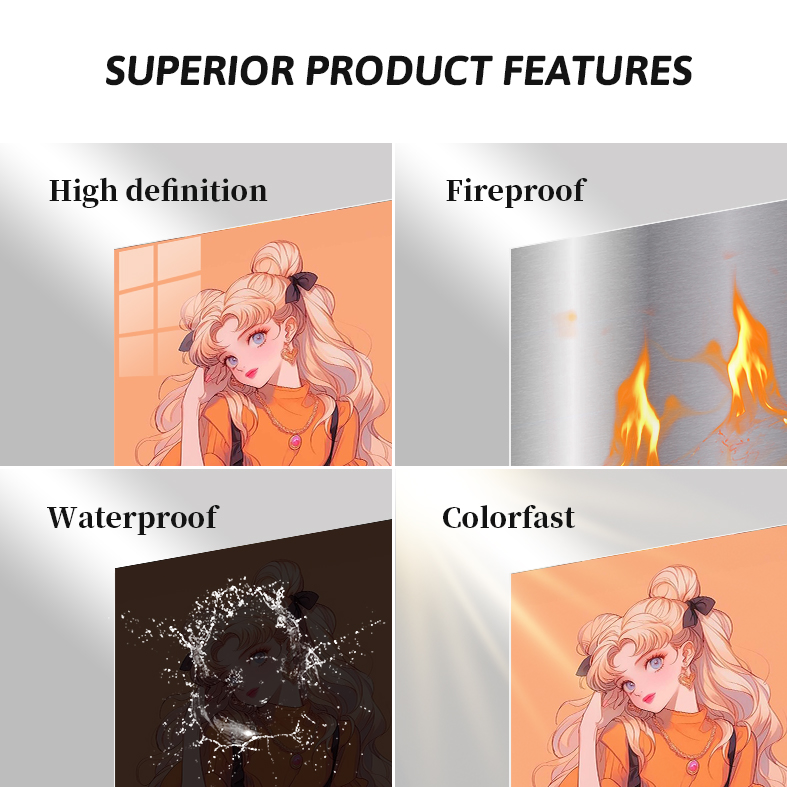 SUPERIOR PRODUCT FEATURES
High definition
Fireproof
Waterproof
Colorfast